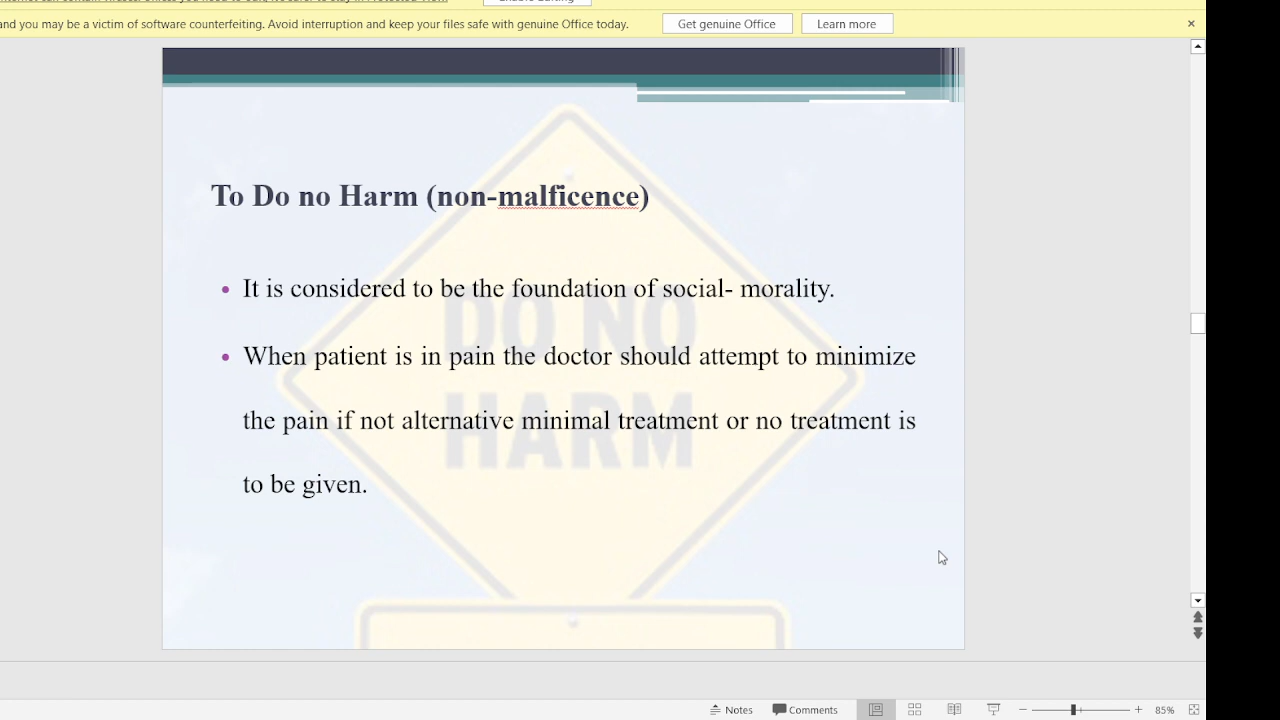 and you may be a victim of software counterfeiting. Avoid interruption and keep your files safe with genuine Office today. Get genuine Office Learn more
To Do no Harm (non-malficence)
• It is considered to be the foundation of social- morality.
• When patient is in pain the doctor should attempt to minimize
the pain if not alternative minimal treatment or no treatment is
to be given.
DO NO
HARM
Notes Comments 85%